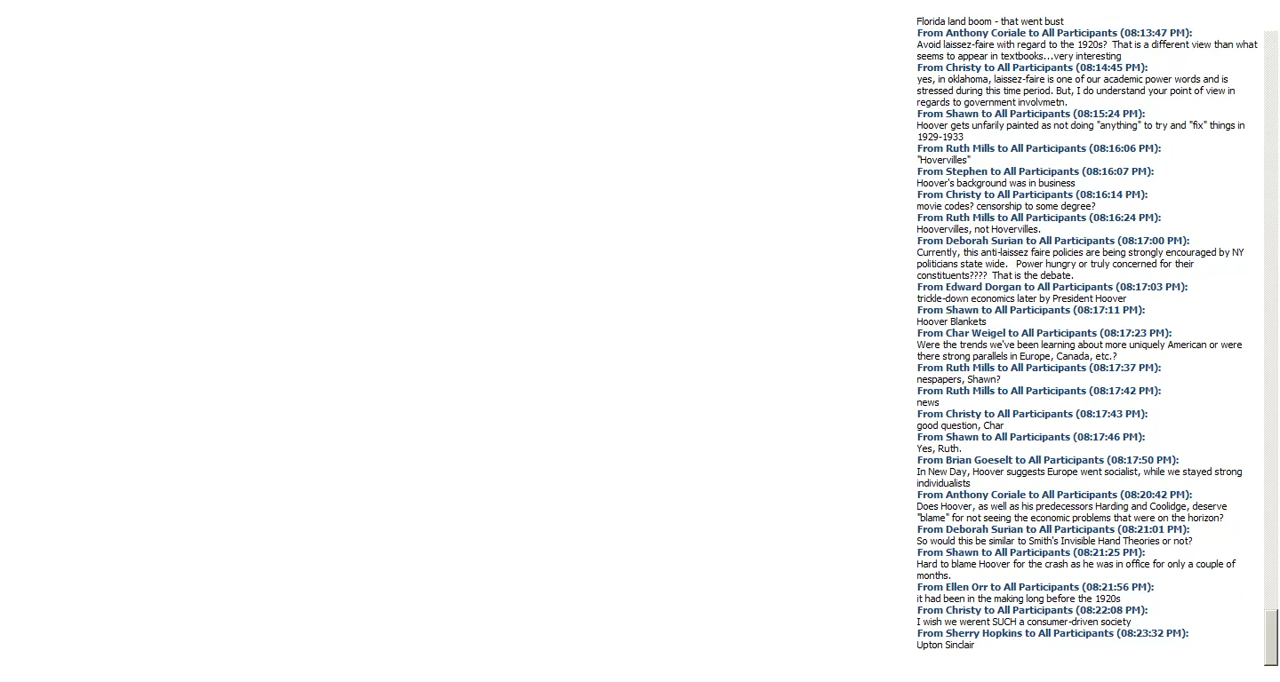 Florida land boom - that went bust
From Anthony Coriale to All Participants (08:13:47 PM):
Avoid laissez-faire with regard to the 1920s?  That is a different view than what
seems to appear in textbooks...very interesting
From Christy to All Participants (08:14:45 PM):
yes, in oklahoma, laissez-faire is one of our academic power words and is
stressed during this time period. But, I do understand your point of view in
regards to government involvmetn.
From Shawn to All Participants (08:15:24 PM):
Hoover gets unfarily painted as not doing "anything" to try and "fix" things in
1929-1933
From Ruth Mills to All Participants (08:16:06 PM):
"Hovervilles"
From Stephen to All Participants (08:16:07 PM):
Hoover's background was in business
From Christy to All Participants (08:16:14 PM):
movie codes? censorship to some degree?
From Ruth Mills to All Participants (08:16:24 PM):
Hoovervilles, not Hovervilles.
From Deborah Surian to All Participants (08:17:00 PM):
Currently, this anti-laissez faire policies are being strongly encouraged by NY
politicians state wide.   Power hungry or truly concerned for their
constituents????  That is the debate.
From Edward Dorgan to All Participants (08:17:03 PM):
trickle-down economics later by President Hoover
From Shawn to All Participants (08:17:11 PM):
Hoover Blankets
From Char Weigel to All Participants (08:17:23 PM):
Were the trends we've been learning about more uniquely American or were
there strong parallels in Europe, Canada, etc.?
From Ruth Mills to All Participants (08:17:37 PM):
nespapers, Shawn?
From Ruth Mills to All Participants (08:17:42 PM):
news
From Christy to All Participants (08:17:43 PM):
good question, Char
From Shawn to All Participants (08:17:46 PM):
Yes, Ruth.
From Brian Goeselt to All Participants (08:17:50 PM):
In New Day, Hoover suggests Europe went socialist, while we stayed strong
individualists
From Anthony Coriale to All Participants (08:20:42 PM):
Does Hoover, as well as his predecessors Harding and Coolidge, deserve
"blame" for not seeing the economic problems that were on the horizon?
From Deborah Surian to All Participants (08:21:01 PM):
So would this be similar to Smith's Invisible Hand Theories or not?
From Shawn to All Participants (08:21:25 PM):
Hard to blame Hoover for the crash as he was in office for only a couple of
months.
From Ellen Orr to All Participants (08:21:56 PM):
it had been in the making long before the 1920s
From Christy to All Participants (08:22:08 PM):
I wish we werent SUCH a consumer-driven society
From Sherry Hopkins to All Participants (08:23:32 PM):
Upton Sinclair